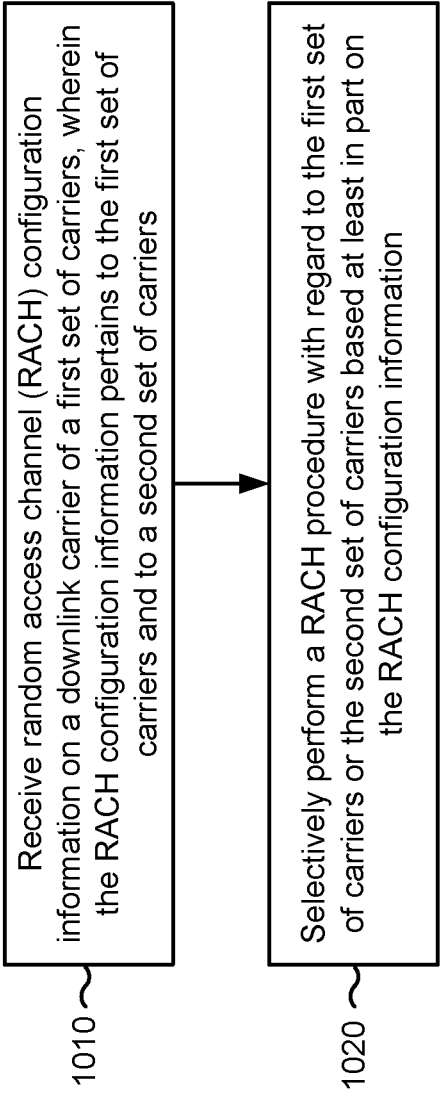 1010
Receive random access channel (RACH) configuration
information on a downlink carrier of a first set of carriers, wherein
the RACH configuration information pertains to the first set of
carriers and to a second set of carriers
1020
Selectively perform a RACH procedure with regard to the first set
of carriers or the second set of carriers based at least in part on
the RACH configuration information